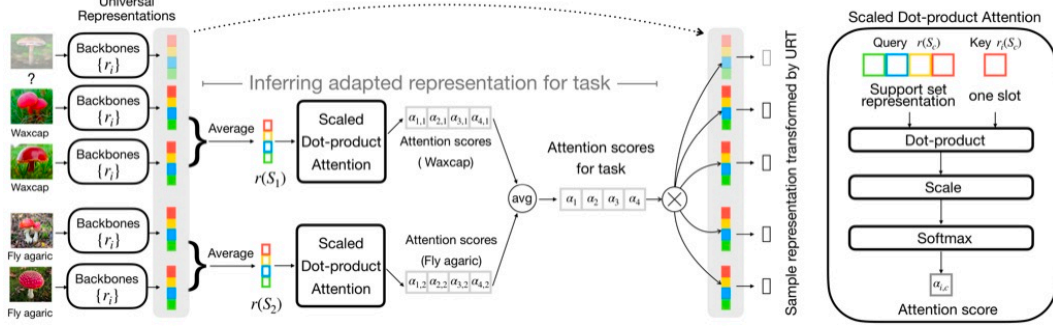 Universal
Representations
Backbones
{r_i}
?
Backbones
{r_i}
Waxcap
Backbones
{r_i}
Waxcap
Backbones
{r_i}
Fly agaric
Backbones
{r_i}
Fly agaric
Inferring adapted representation for task
Average
r(S_1)
Scaled
Dot-product
Attention
α_{1,1} α_{2,1} α_{3,1} α_{4,1}
Attention scores
( Waxcap)
Average
r(S_2)
Scaled
Dot-product
Attention
Attention scores
(Fly agaric)
α_{1,2} α_{2,2} α_{3,2} α_{4,2}
avg
Attention scores
for task
α_1 α_2 α_3 α_4
Sample representation transformed by URT
Scaled Dot-product Attention
Query r(S_c)
Key r_i(S_c)
Support set
representation
one slot
Dot-product
Scale
Softmax
α_{i,c}
Attention score